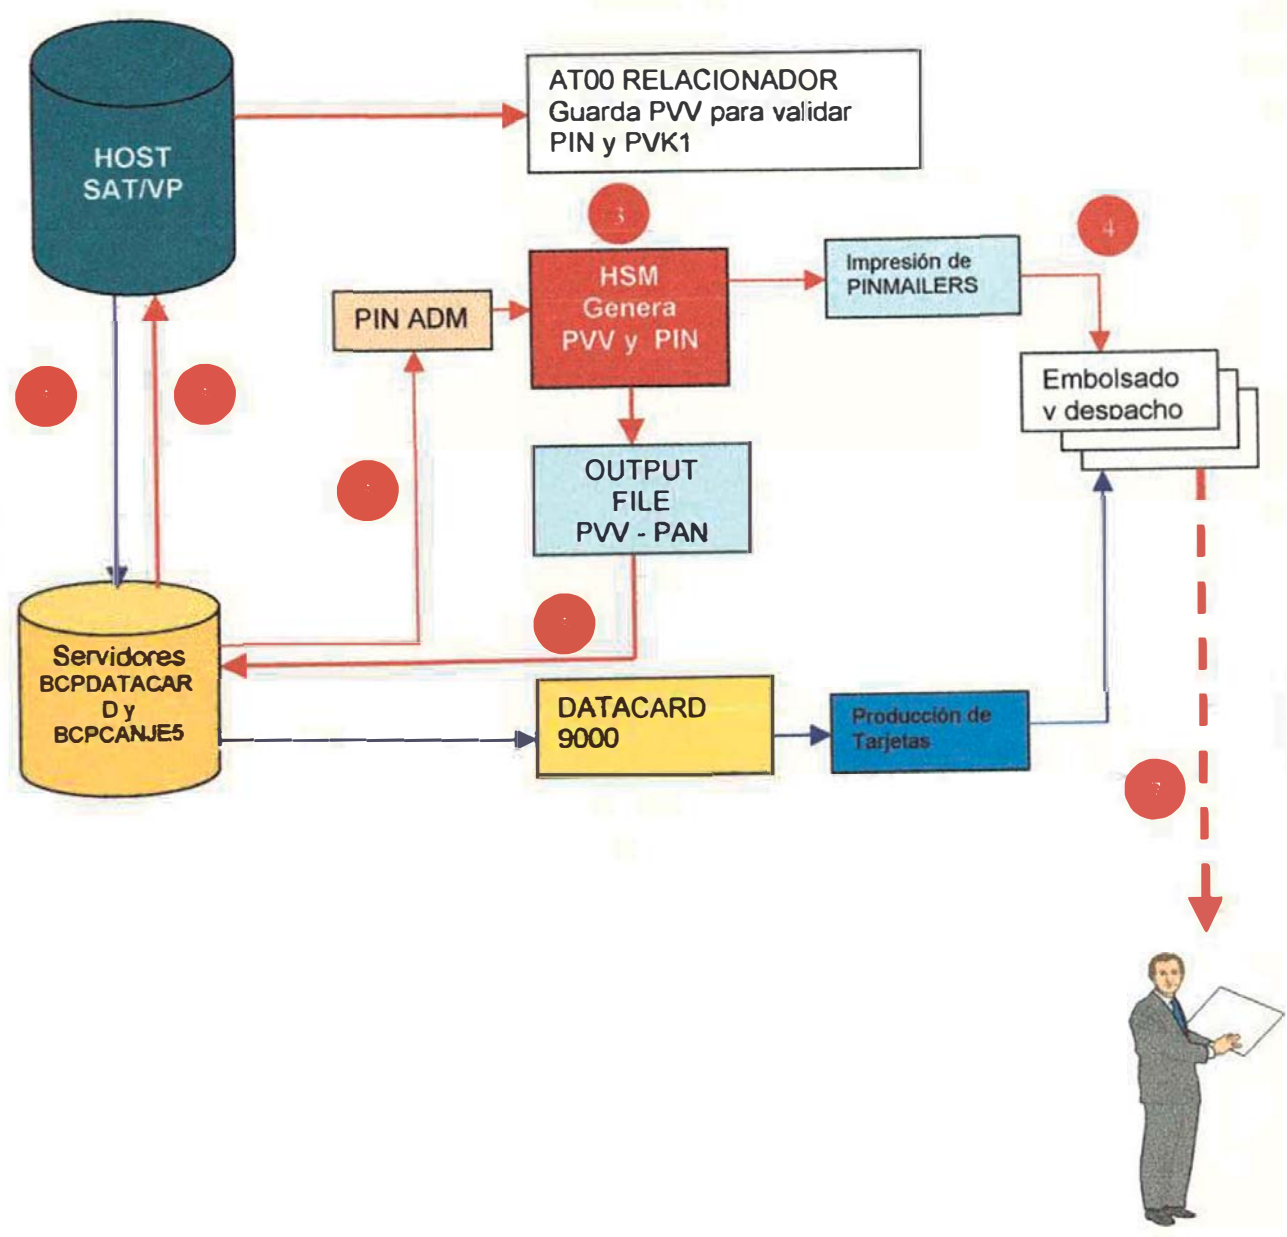 HOST
SAT/VP
AT00 RELACIONADOR
Guarda PVV para validar
PIN y PVK1
3
4
HSM
Genera
PVV y PIN
Impresión de
PINMAILERS
PIN ADM
Embolsado
y despacho
OUTPUT
FILE
PVV - PAN
Servidores
BCPDATACAR
D y
BCPCANJE5
DATACARD
9000
Producción de
Tarjetas
7